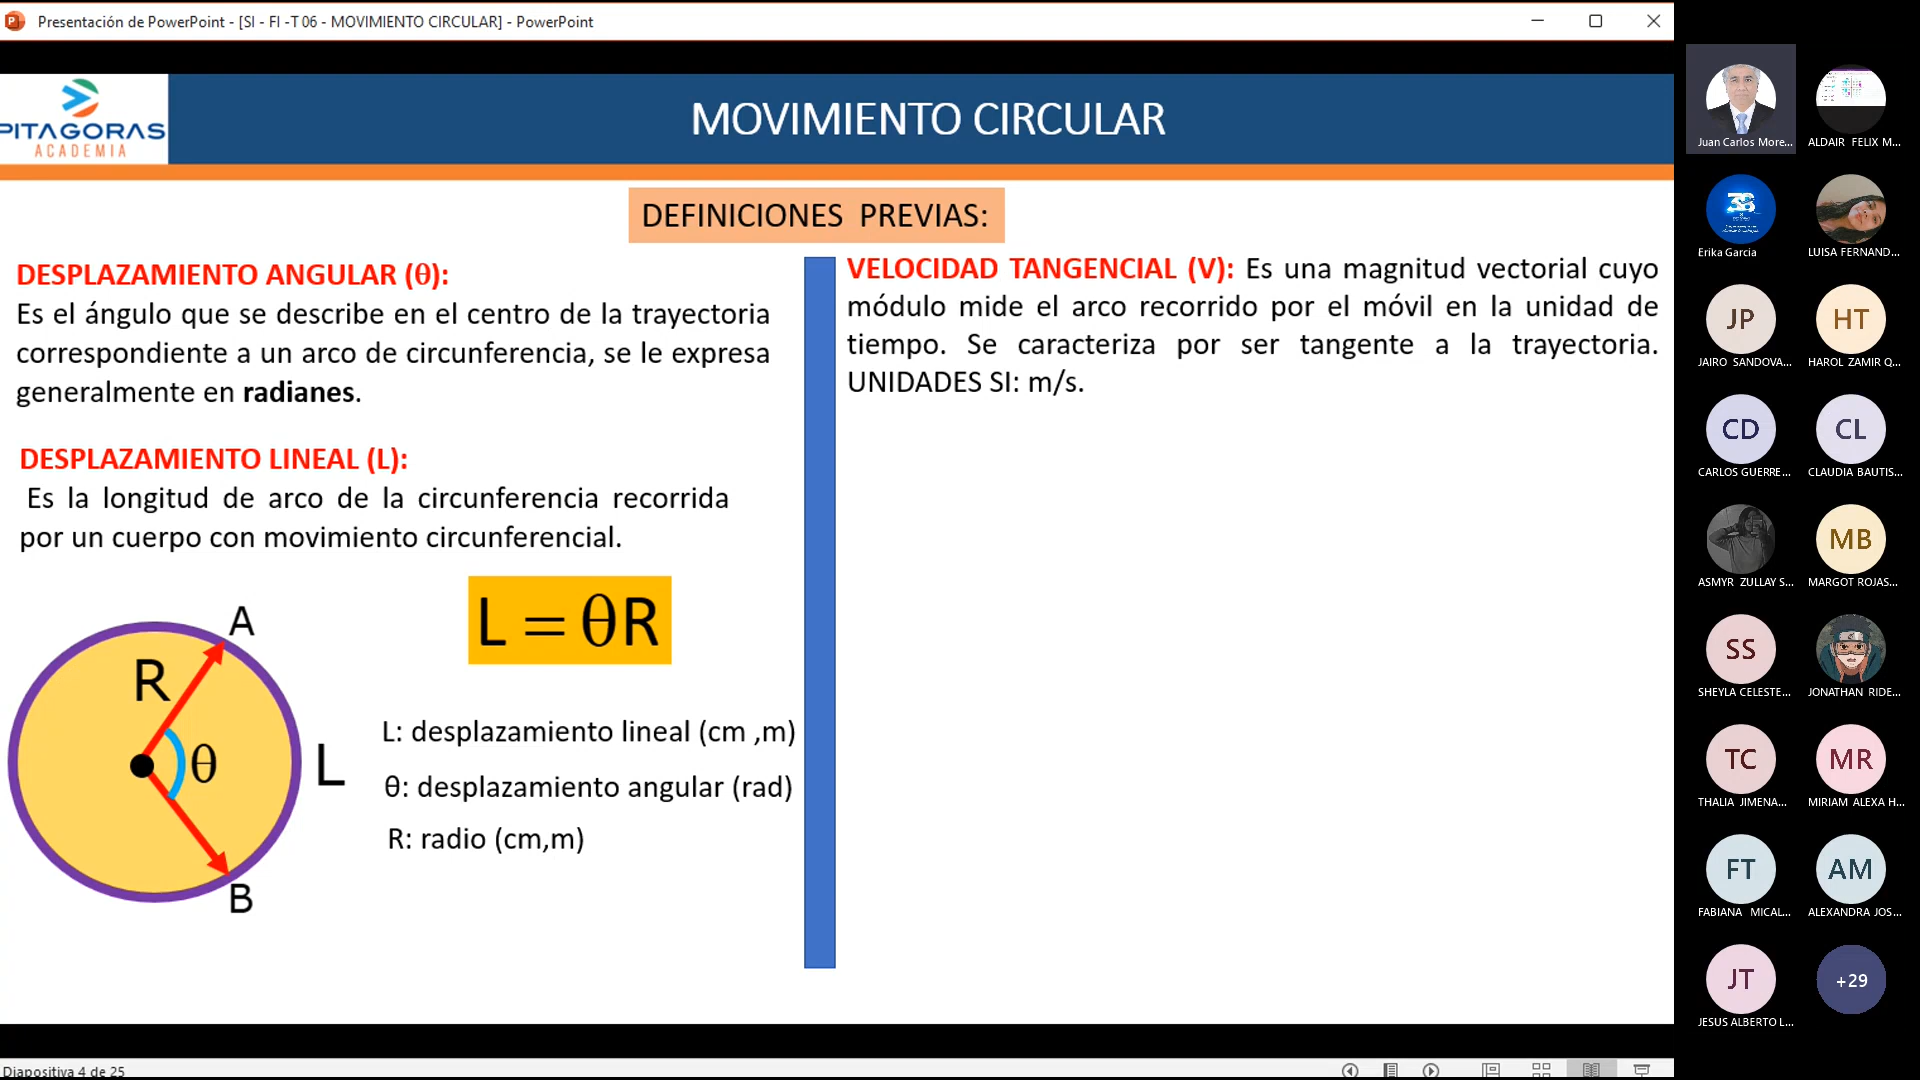 Presentación de PowerPoint - [SI - FI -T 06 - MOVIMIENTO CIRCULAR] - PowerPoint
PITAGORAS
ACADEMIA
MOVIMIENTO CIRCULAR
DEFINICIONES PREVIAS:
DESPLAZAMIENTO ANGULAR (θ):
Es el ángulo que se describe en el centro de la trayectoria
correspondiente a un arco de circunferencia, se le expresa
generalmente en radianes.
DESPLAZAMIENTO LINEAL (L):
Es la longitud de arco de la circunferencia recorrida
por un cuerpo con movimiento circunferencial.
L = θR
A
R
θ
L
B
L: desplazamiento lineal (cm ,m)
θ: desplazamiento angular (rad)
R: radio (cm,m)
VELOCIDAD TANGENCIAL (V): Es una magnitud vectorial cuyo
módulo mide el arco recorrido por el móvil en la unidad de
tiempo. Se caracteriza por ser tangente a la trayectoria.
UNIDADES SI: m/s.
Juan Carlos More...
ALDAIR FELIX M...
38
Erika Garcia
LUISA FERNAND...
JP
JAIRO SANDOVA...
HT
HAROL ZAMIR Q...
CD
CARLOS GUERRE...
CL
CLAUDIA BAUTIS...
ASMYR ZULLAY S...
MB
MARGOT ROJAS...
SS
SHEYLA CELESTE...
JONATHAN RIDE...
TC
THALIA JIMENA...
MR
MIRIAM ALEXA H...
FT
FABIANA MICAL...
AM
ALEXANDRA JOS...
JT
JESUS ALBERTO L...
+29
Diapositiva 4 de 25